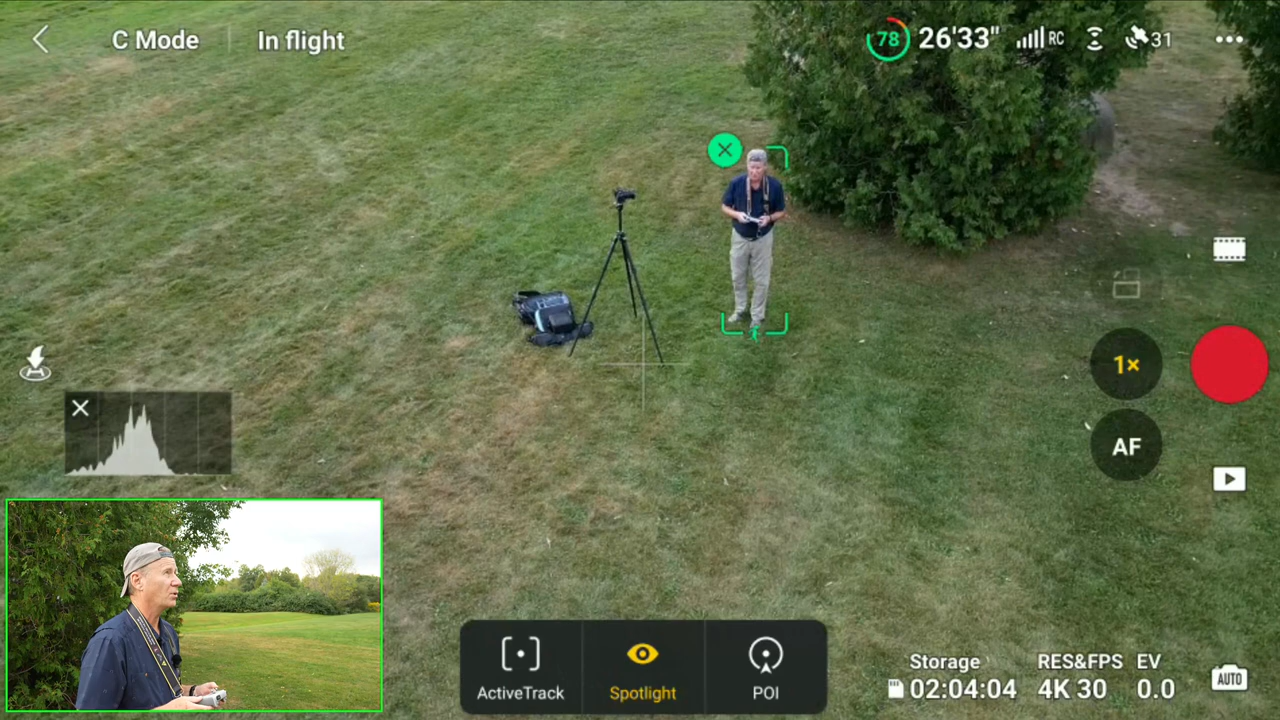 C Mode
In flight
78
26'33"
RC
31
1×
AF
ActiveTrack
Spotlight
POI
Storage
02:04:04
RES&FPS
4K 30
EV
0.0
AUTO